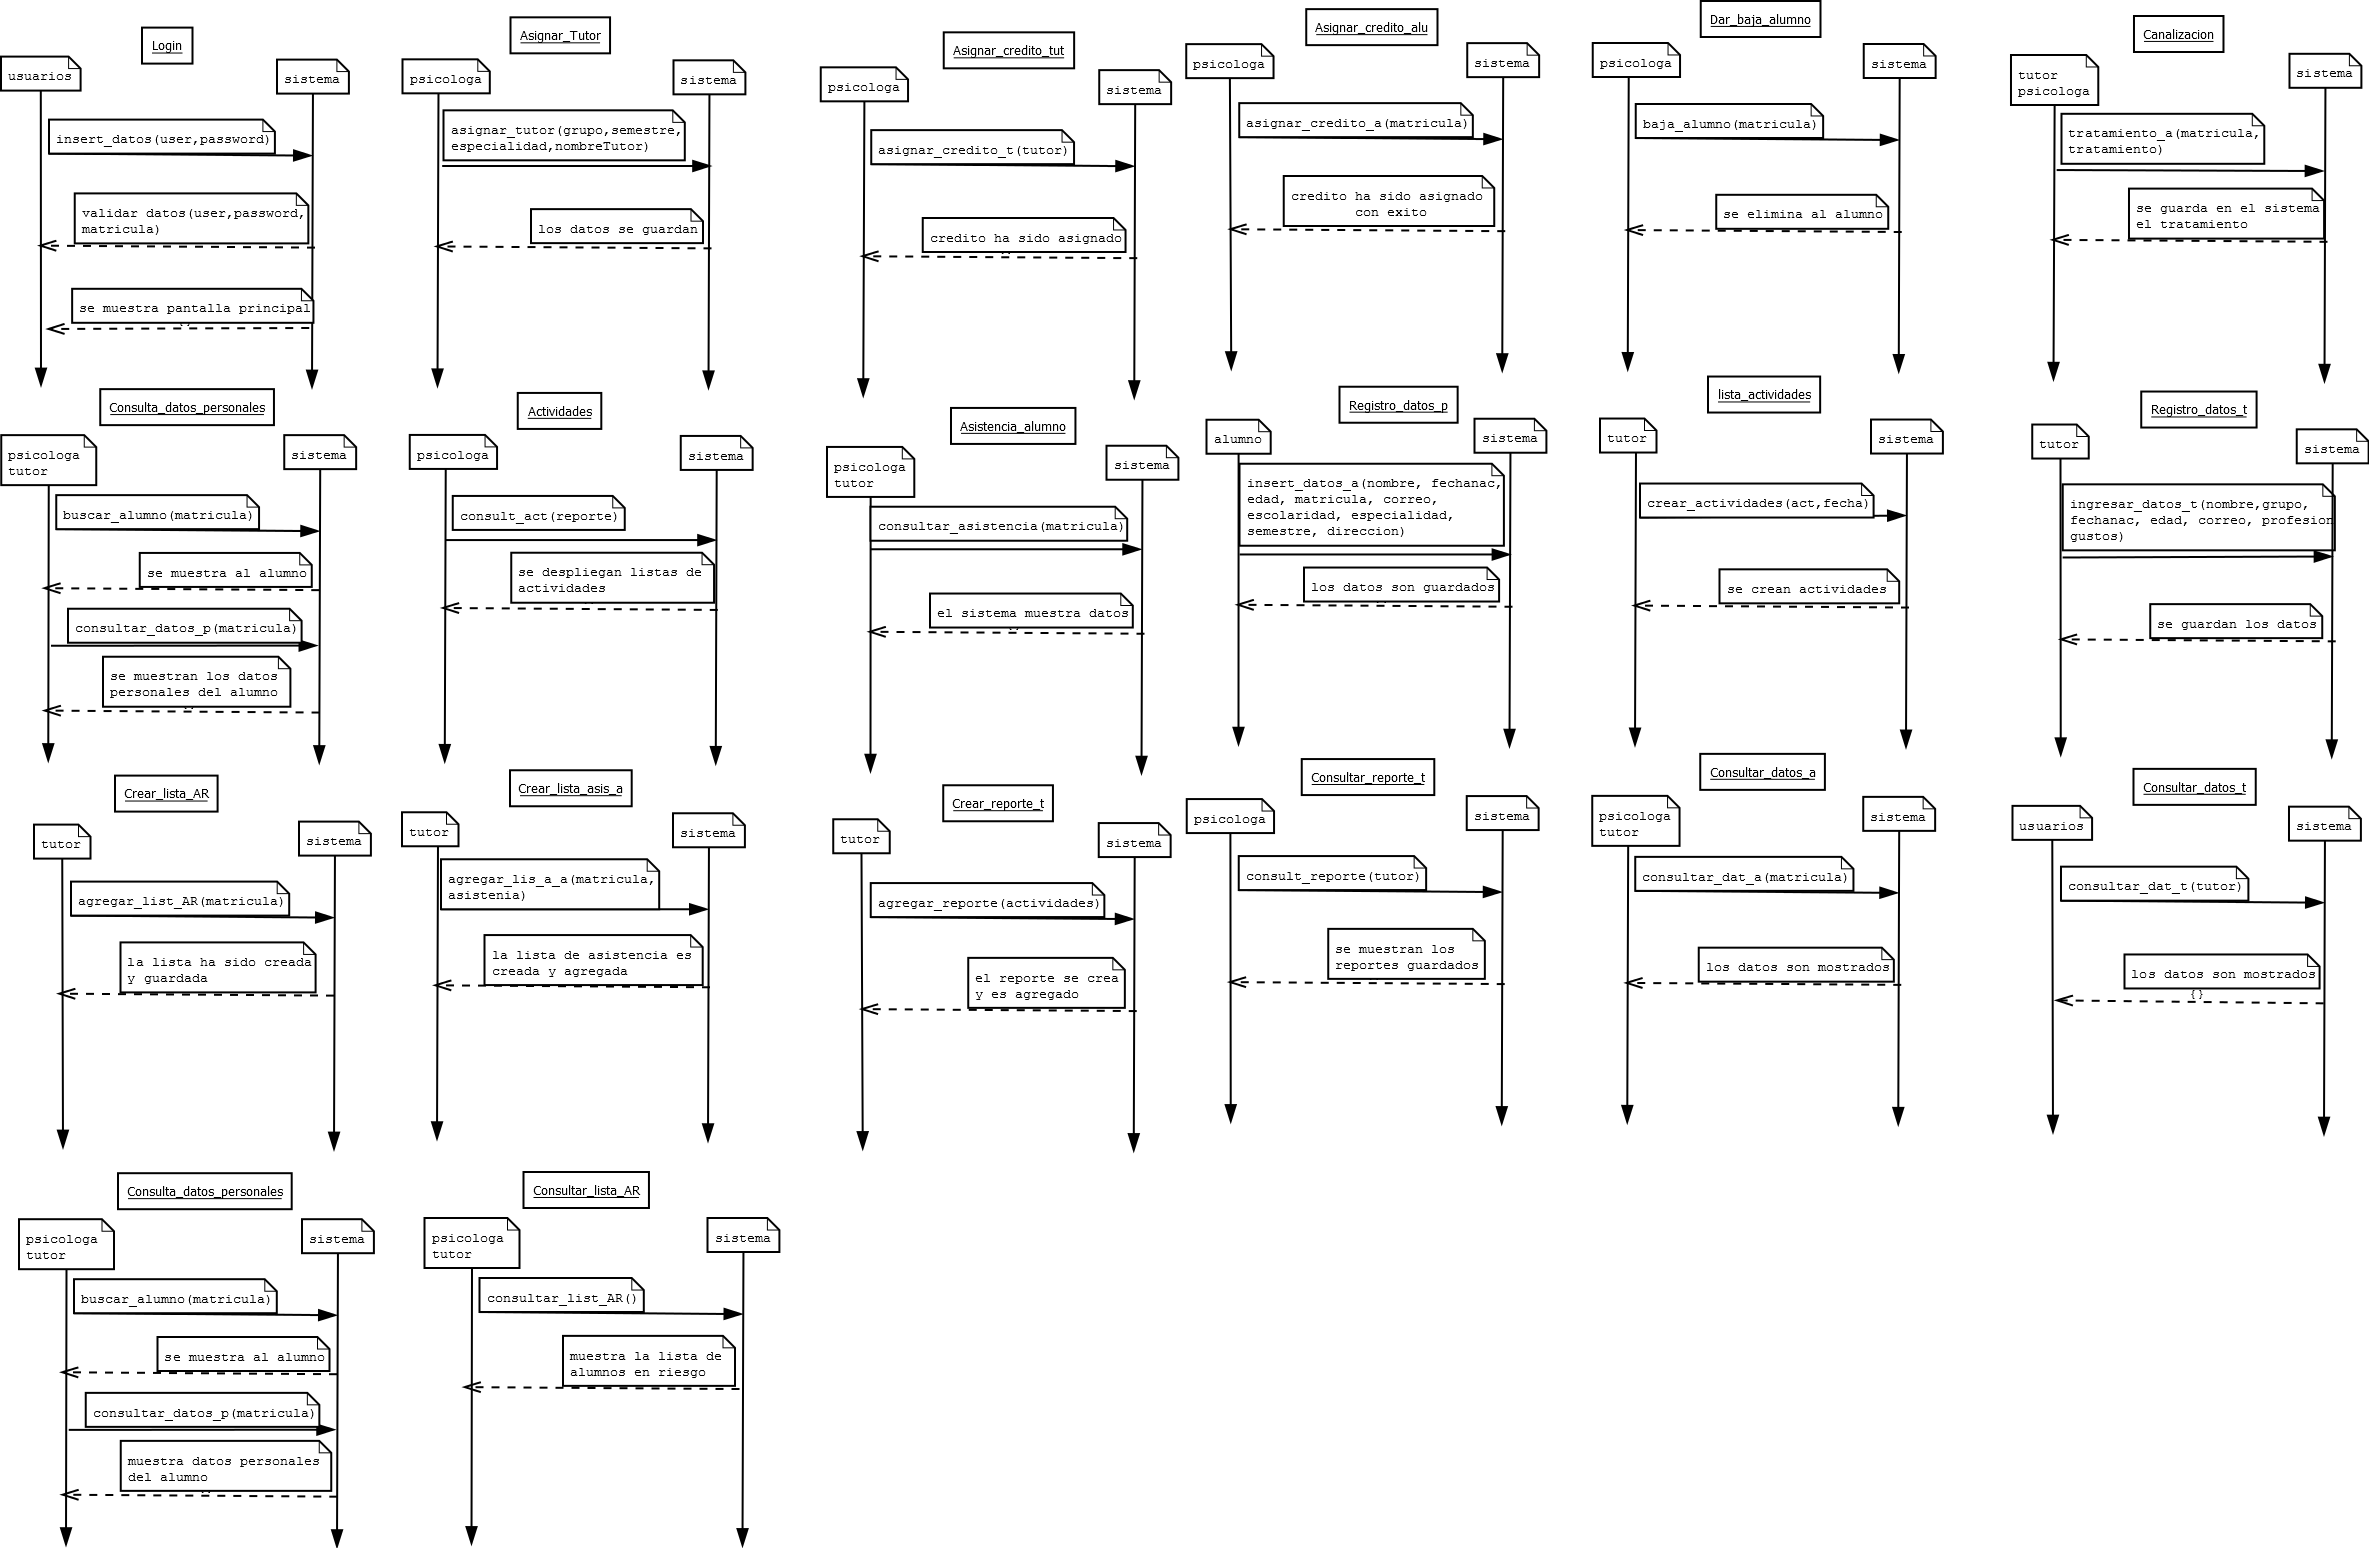 Login
usuarios
sistema
insert_datos(user,password)
validar datos(user,password,
matricula)
se muestra pantalla principal
Asignar_Tutor
psicologa
sistema
asignar_tutor(grupo,semestre,
especialidad,nombreTutor)
los datos se guardan
Asignar_credito_tut
psicologa
sistema
asignar_credito_t(tutor)
credito ha sido asignado
Asignar_credito_alu
psicologa
sistema
asignar_credito_a(matricula)
credito ha sido asignado
con exito
Dar_baja_alumno
psicologa
sistema
baja_alumno(matricula)
se elimina al alumno
Canalizacion
tutor
psicologa
sistema
tratamiento_a(matricula,
tratamiento)
se guarda en el sistema
el tratamiento
Consulta_datos_personales
psicologa
tutor
sistema
buscar_alumno(matricula)
se muestra al alumno
consultar_datos_p(matricula)
se muestran los datos
personales del alumno
Actividades
psicologa
sistema
consult_act(reporte)
se despliegan listas de
actividades
Asistencia_alumno
psicologa
tutor
sistema
consultar_asistencia(matricula)
el sistema muestra datos
Registro_datos_p
alumno
sistema
insert_datos_a(nombre, fechanac,
edad, matricula, correo,
escolaridad, especialidad,
semestre, direccion)
los datos son guardados
lista_actividades
tutor
sistema
crear_actividades(act,fecha)
se crean actividades
Registro_datos_t
tutor
sistema
ingresar_datos_t(nombre,grupo,
fechanac, edad, correo, profesion
gustos)
se guardan los datos
Crear_lista_AR
tutor
sistema
agregar_list_AR(matricula)
la lista ha sido creada
y guardada
Crear_lista_asis_a
tutor
sistema
agregar_lis_a_a(matricula,
asistenia)
la lista de asistencia es
creada y agregada
Crear_reporte_t
tutor
sistema
agregar_reporte(actividades)
el reporte se crea
y es agregado
Consultar_reporte_t
psicologa
sistema
consult_reporte(tutor)
se muestran los
reportes guardados
Consultar_datos_a
psicologa
tutor
sistema
consultar_dat_a(matricula)
los datos son mostrados
Consultar_datos_t
usuarios
sistema
consultar_dat_t(tutor)
los datos son mostrados
{}
Consulta_datos_personales
psicologa
tutor
sistema
buscar_alumno(matricula)
se muestra al alumno
consultar_datos_p(matricula)
muestra datos personales
del alumno
Consultar_lista_AR
psicologa
tutor
sistema
consultar_list_AR()
muestra la lista de
alumnos en riesgo